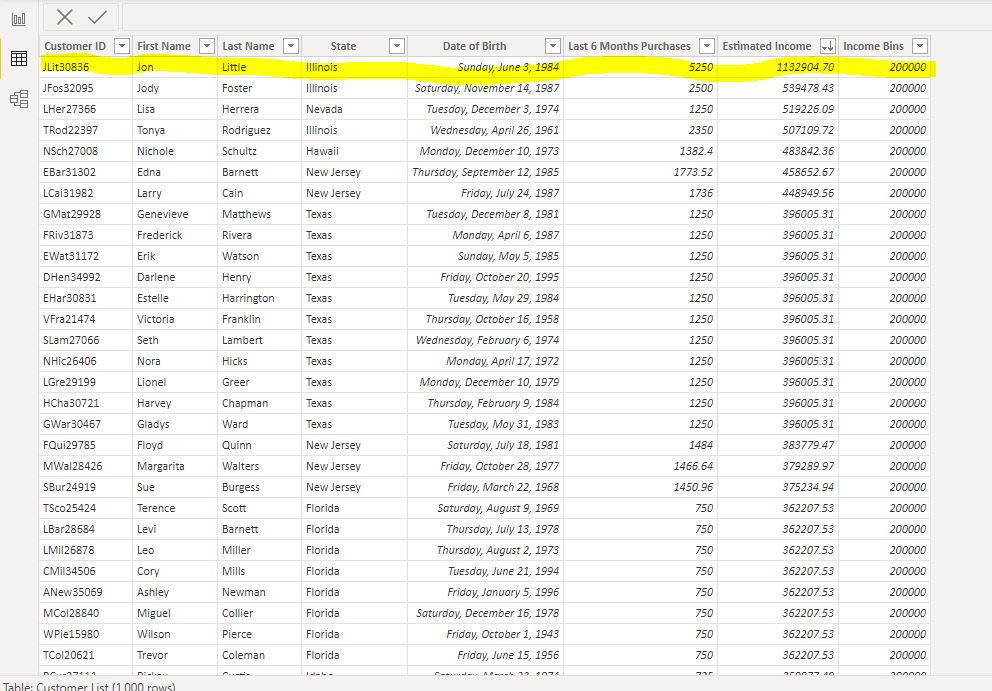 Customer ID First Name Last Name State Date of Birth Last 6 Months Purchases Estimated Income Income Bins
JLit30836 Jon Little Illinois Sunday, June 3, 1984 5250 1132904.70 200000
JFos32095 Jody Foster Illinois Saturday, November 14, 1987 2500 539478.43 200000
LHer27366 Lisa Herrera Nevada Tuesday, December 3, 1974 1250 519226.09 200000
TRod22397 Tonya Rodriguez Illinois Wednesday, April 26, 1961 2350 507109.72 200000
NSch27008 Nichole Schultz Hawaii Monday, December 10, 1973 1382.4 483842.36 200000
EBar31302 Edna Barnett New Jersey Thursday, September 12, 1985 1773.52 458652.67 200000
LCai31982 Larry Cain New Jersey Friday, July 24, 1987 1736 448949.56 200000
GMat29928 Genevieve Matthews Texas Tuesday, December 8, 1981 1250 396005.31 200000
FRiv31873 Frederick Rivera Texas Monday, April 6, 1987 1250 396005.31 200000
EWat31172 Erik Watson Texas Sunday, May 5, 1985 1250 396005.31 200000
DHen34992 Darlene Henry Texas Friday, October 20, 1995 1250 396005.31 200000
EHar30831 Estelle Harrington Texas Tuesday, May 29, 1984 1250 396005.31 200000
VFra21474 Victoria Franklin Texas Thursday, October 16, 1958 1250 396005.31 200000
SLam27066 Seth Lambert Texas Wednesday, February 6, 1974 1250 396005.31 200000
NHic26406 Nora Hicks Texas Monday, April 17, 1972 1250 396005.31 200000
LGre29199 Lionel Greer Texas Monday, December 10, 1979 1250 396005.31 200000
HCha30721 Harvey Chapman Texas Thursday, February 9, 1984 1250 396005.31 200000
GWar30467 Gladys Ward Texas Tuesday, May 31, 1983 1250 396005.31 200000
FQui29785 Floyd Quinn New Jersey Saturday, July 18, 1981 1484 383779.47 200000
MWal28426 Margarita Walters New Jersey Friday, October 28, 1977 1466.64 379289.97 200000
SBur24919 Sue Burgess New Jersey Friday, March 22, 1968 1450.96 375234.94 200000
TSco25424 Terence Scott Florida Saturday, August 9, 1969 750 362207.53 200000
LBar28684 Levi Barnett Florida Thursday, July 13, 1978 750 362207.53 200000
LMil26878 Leo Miller Florida Thursday, August 2, 1973 750 362207.53 200000
CMil34506 Cory Mills Florida Tuesday, June 21, 1994 750 362207.53 200000
ANew35069 Ashley Newman Florida Friday, January 5, 1996 750 362207.53 200000
MCol28840 Miguel Collier Florida Saturday, December 16, 1978 750 362207.53 200000
WPie15980 Wilson Pierce Florida Friday, October 1, 1943 750 362207.53 200000
TCol20621 Trevor Coleman Florida Friday, June 15, 1956 750 362207.53 200000
Table: Customer List (1,000 rows)